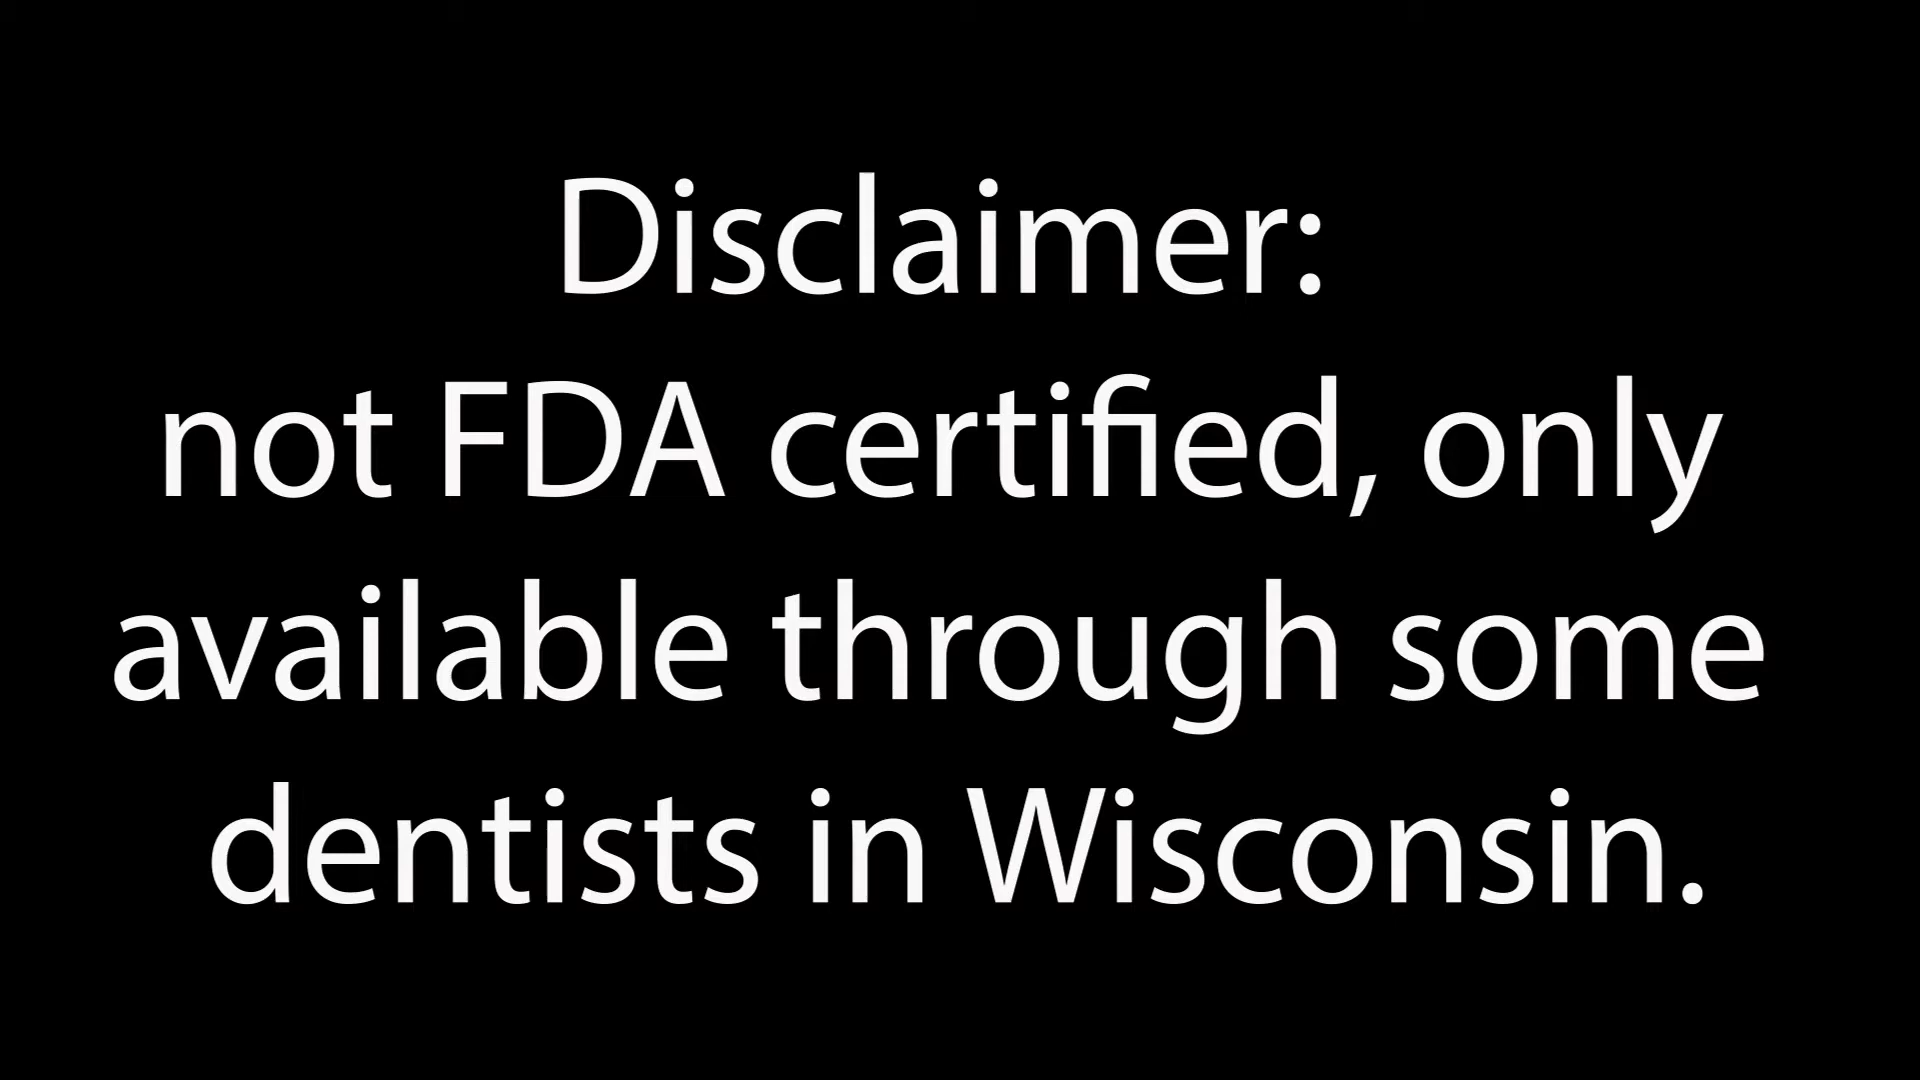 Disclaimer:
not FDA certified, only
available through some
dentists in Wisconsin.